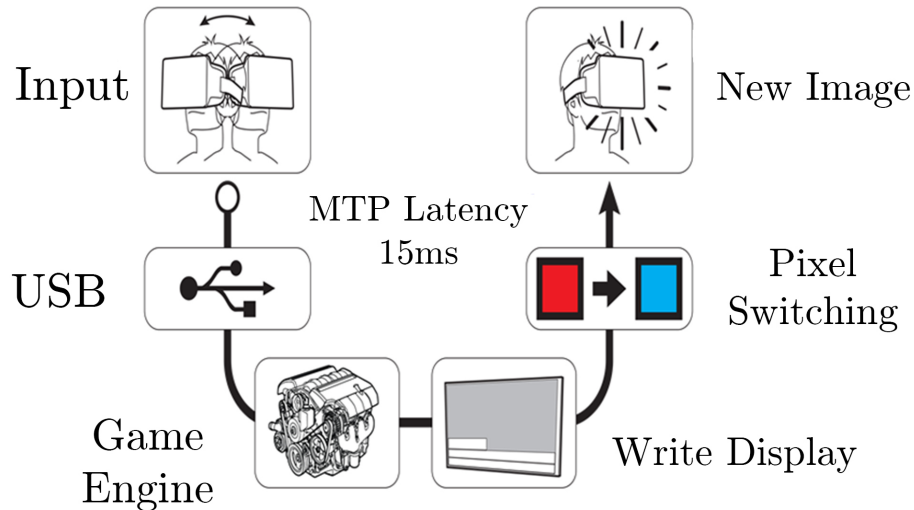 Input
New Image
MTP Latency
15ms
USB
Pixel
Switching
Game
Engine
Write Display